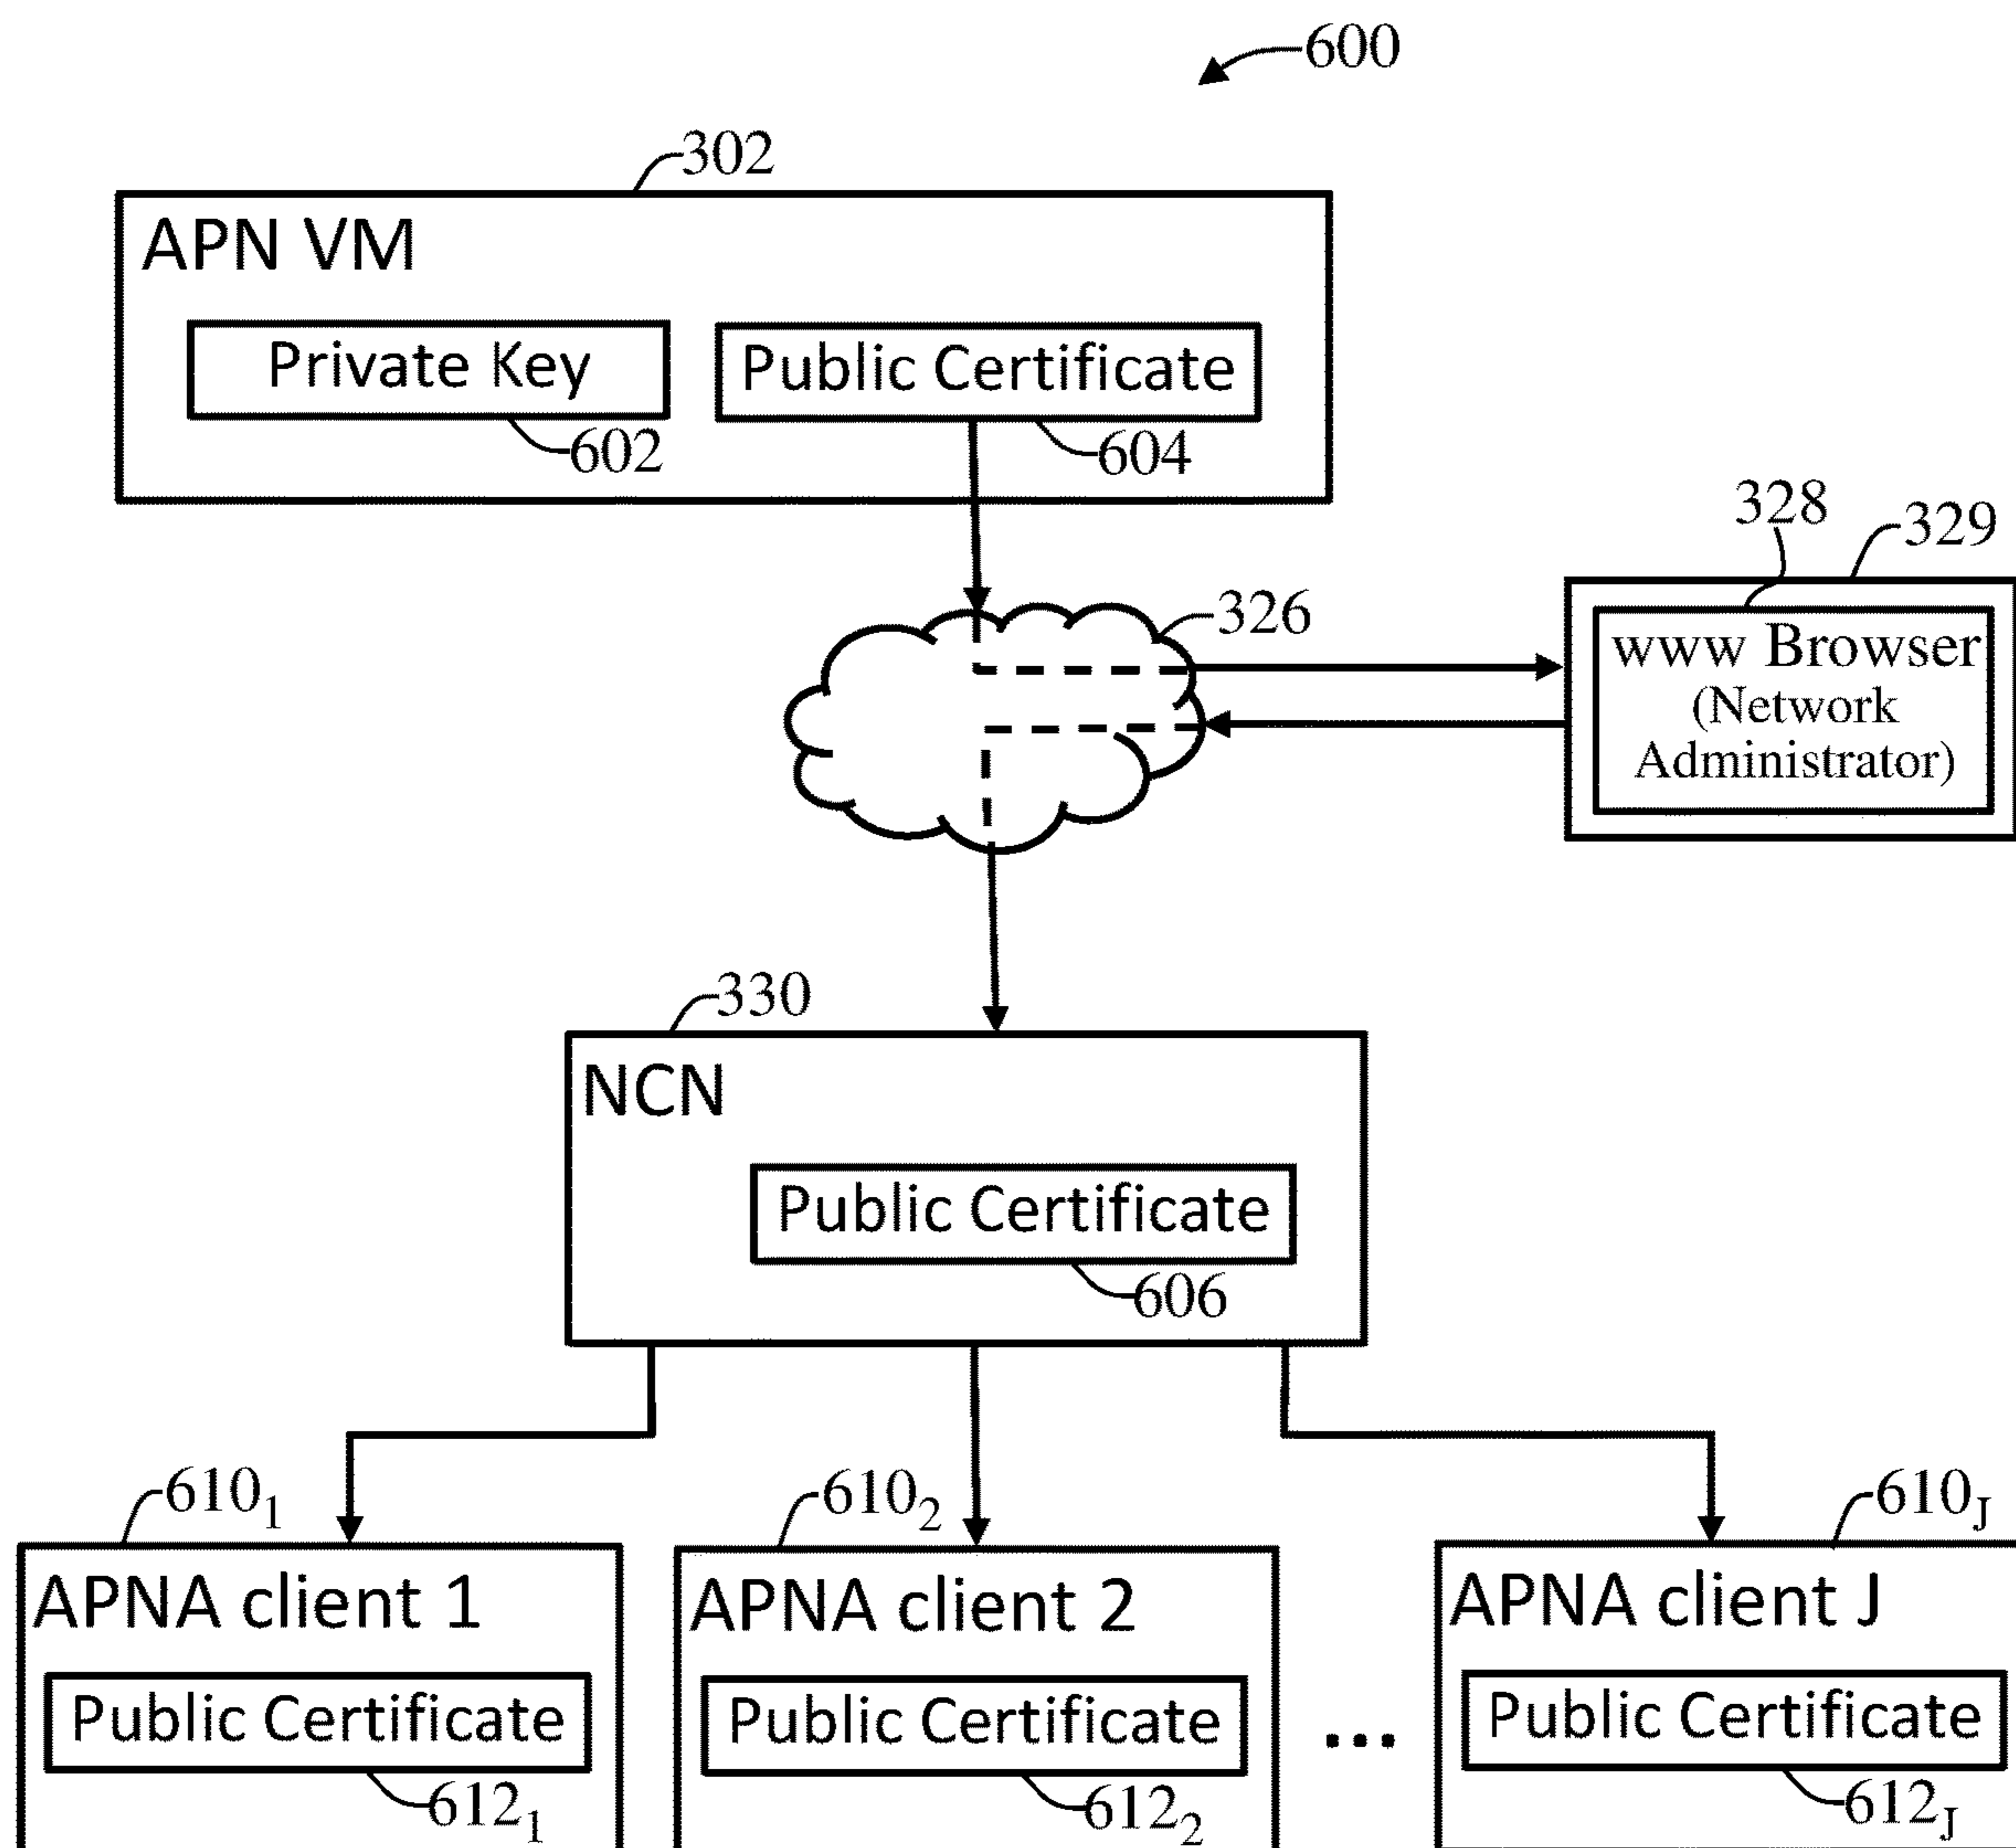 600
302
APN VM
Private Key
Public Certificate
602
604
328
329
326
www Browser
(Network
Administrator)
330
NCN
Public Certificate
606
610₁
610₂
610J
APNA client 1
APNA client 2
APNA client J
Public Certificate
Public Certificate
...
Public Certificate
612₁
612₂
612J